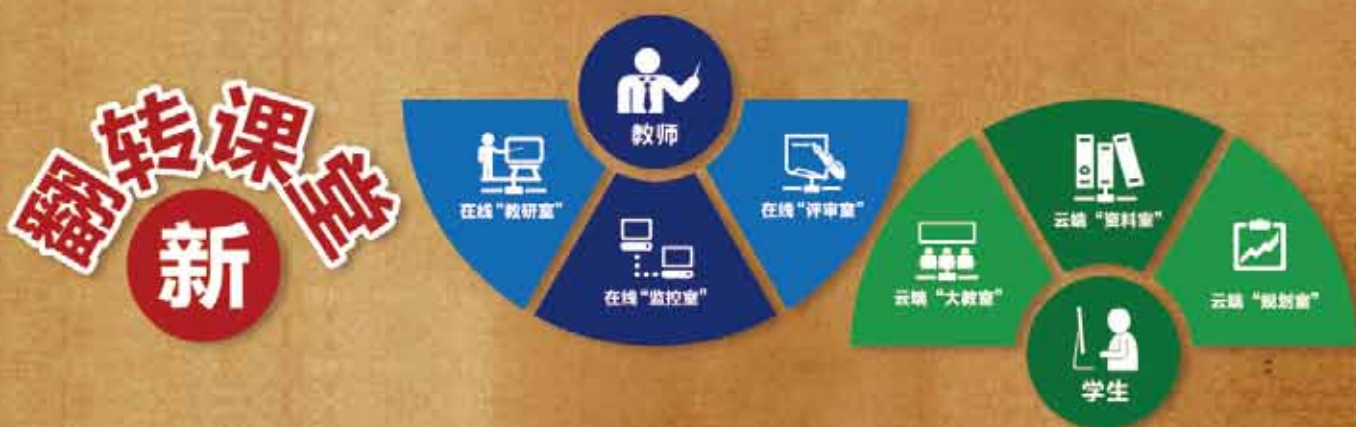 翻转课堂
新
教师
在线“教研室”
在线“监控室”
在线“评审室”
云端“大教室”
云端“资料室”
云端“规划室”
学生